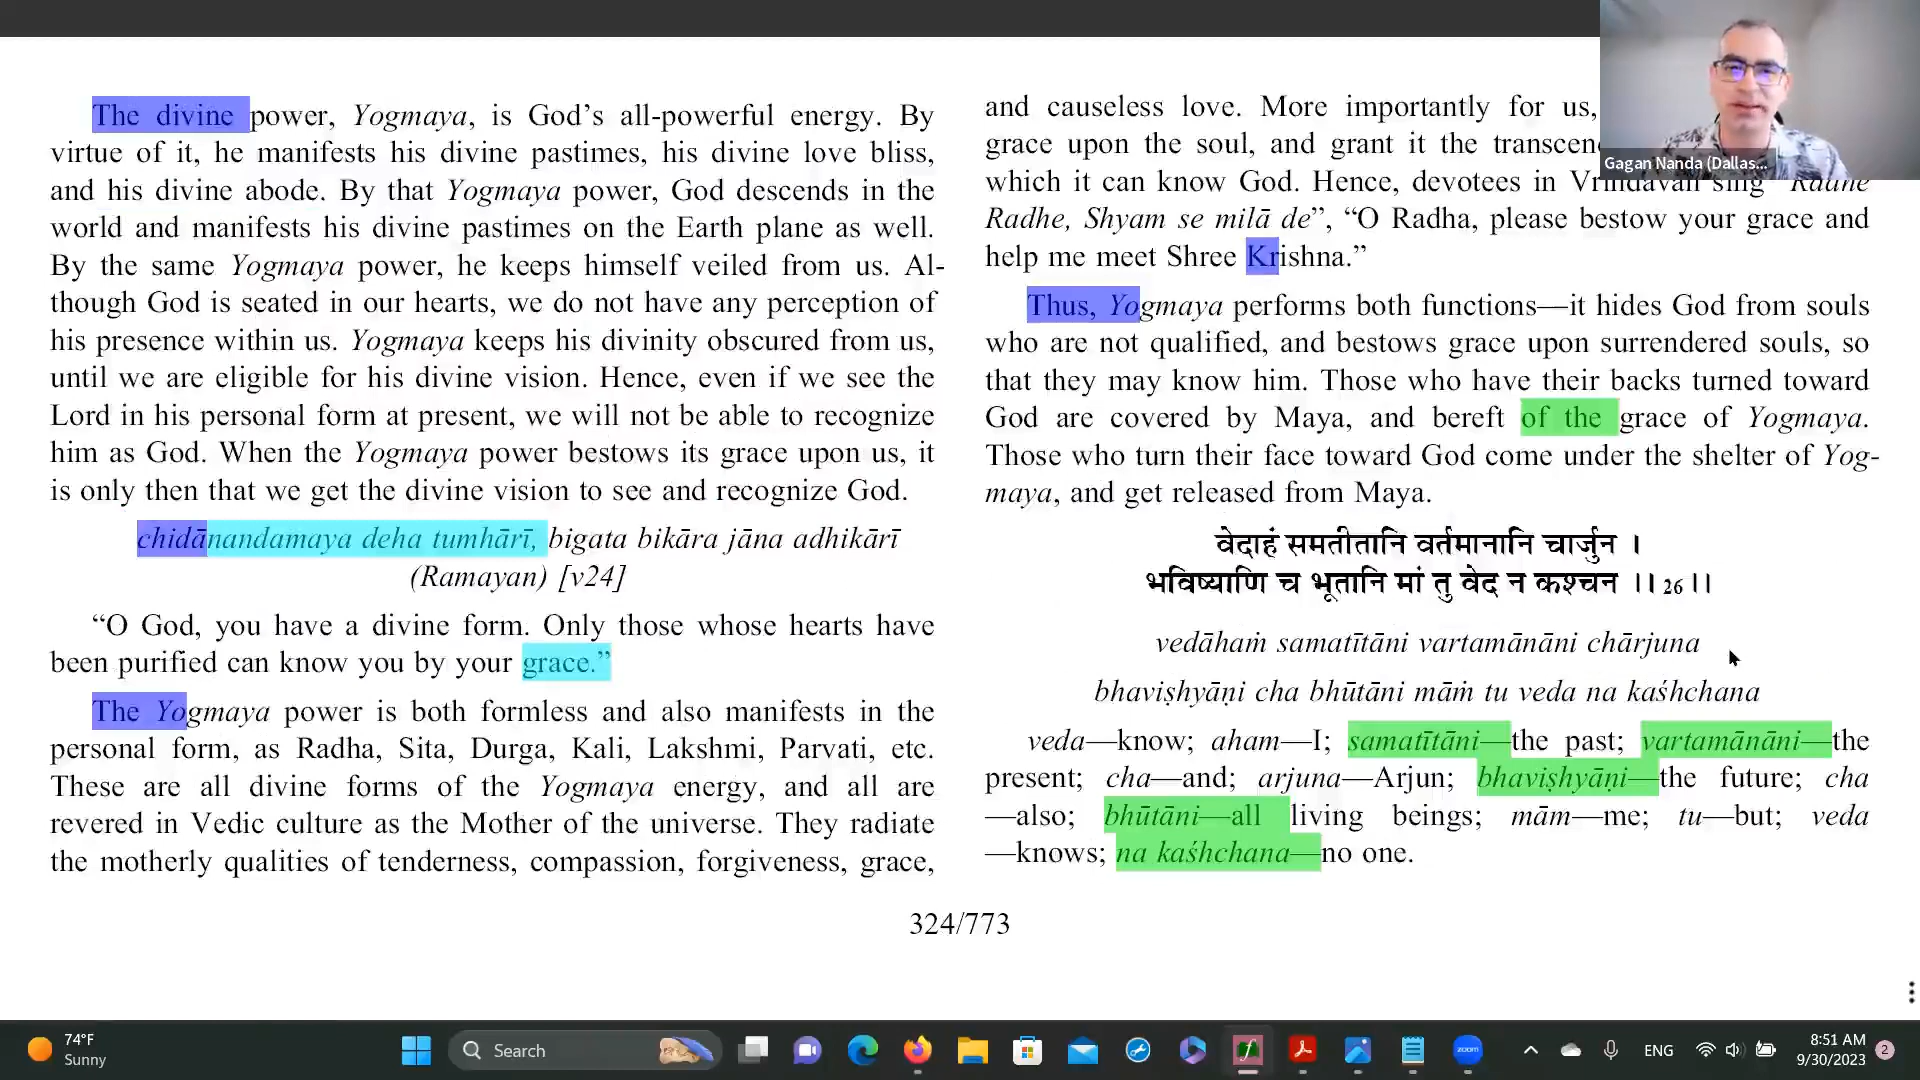 The divine power, Yogmaya, is God’s all-powerful energy. By
virtue of it, he manifests his divine pastimes, his divine love bliss,
and his divine abode. By that Yogmaya power, God descends in the
world and manifests his divine pastimes on the Earth plane as well.
By the same Yogmaya power, he keeps himself veiled from us. Al-
though God is seated in our hearts, we do not have any perception of
his presence within us. Yogmaya keeps his divinity obscured from us,
until we are eligible for his divine vision. Hence, even if we see the
Lord in his personal form at present, we will not be able to recognize
him as God. When the Yogmaya power bestows its grace upon us, it
is only then that we get the divine vision to see and recognize God.
chidānandamaya deha tumhārī, bigata bikāra jāna adhikārī
(Ramayan) [v24]
“O God, you have a divine form. Only those whose hearts have
been purified can know you by your grace.”
The Yogmaya power is both formless and also manifests in the
personal form, as Radha, Sita, Durga, Kali, Lakshmi, Parvati, etc.
These are all divine forms of the Yogmaya energy, and all are
revered in Vedic culture as the Mother of the universe. They radiate
the motherly qualities of tenderness, compassion, forgiveness, grace,
and causeless love. More importantly for us,
grace upon the soul, and grant it the
which it can know God. Hence, devotees in Vrindavan sing “Radhe
Radhe, Shyam se milā de”, “O Radha, please bestow your grace and
help me meet Shree Krishna.”
Thus, Yogmaya performs both functions—it hides God from souls
who are not qualified, and bestows grace upon surrendered souls, so
that they may know him. Those who have their backs turned toward
God are covered by Maya, and bereft of the grace of Yogmaya.
Those who turn their face toward God come under the shelter of Yog-
maya, and get released from Maya.
वेदाहं समतीतानि वर्तमानानि चार्जुन ।
भविष्याणि च भूतानि मां तु वेद न कश्चन ।। 26 ।।
vedāhaṁ samatītāni vartamānāni chārjuna
bhaviṣhyāṇi cha bhūtāni māṁ tu veda na kaśhchana
veda—know; aham—I; samatītāni—the past; vartamānāni—the
present; cha—and; arjuna—Arjun; bhaviṣhyāṇi—the future; cha
—also; bhūtāni—all living beings; mām—me; tu—but; veda
—knows; na kaśhchana—no one.
324/773
Gagan Nanda (Dallas...
74°F
Sunny
Search
zoom
ENG
8:51 AM
9/30/2023
2